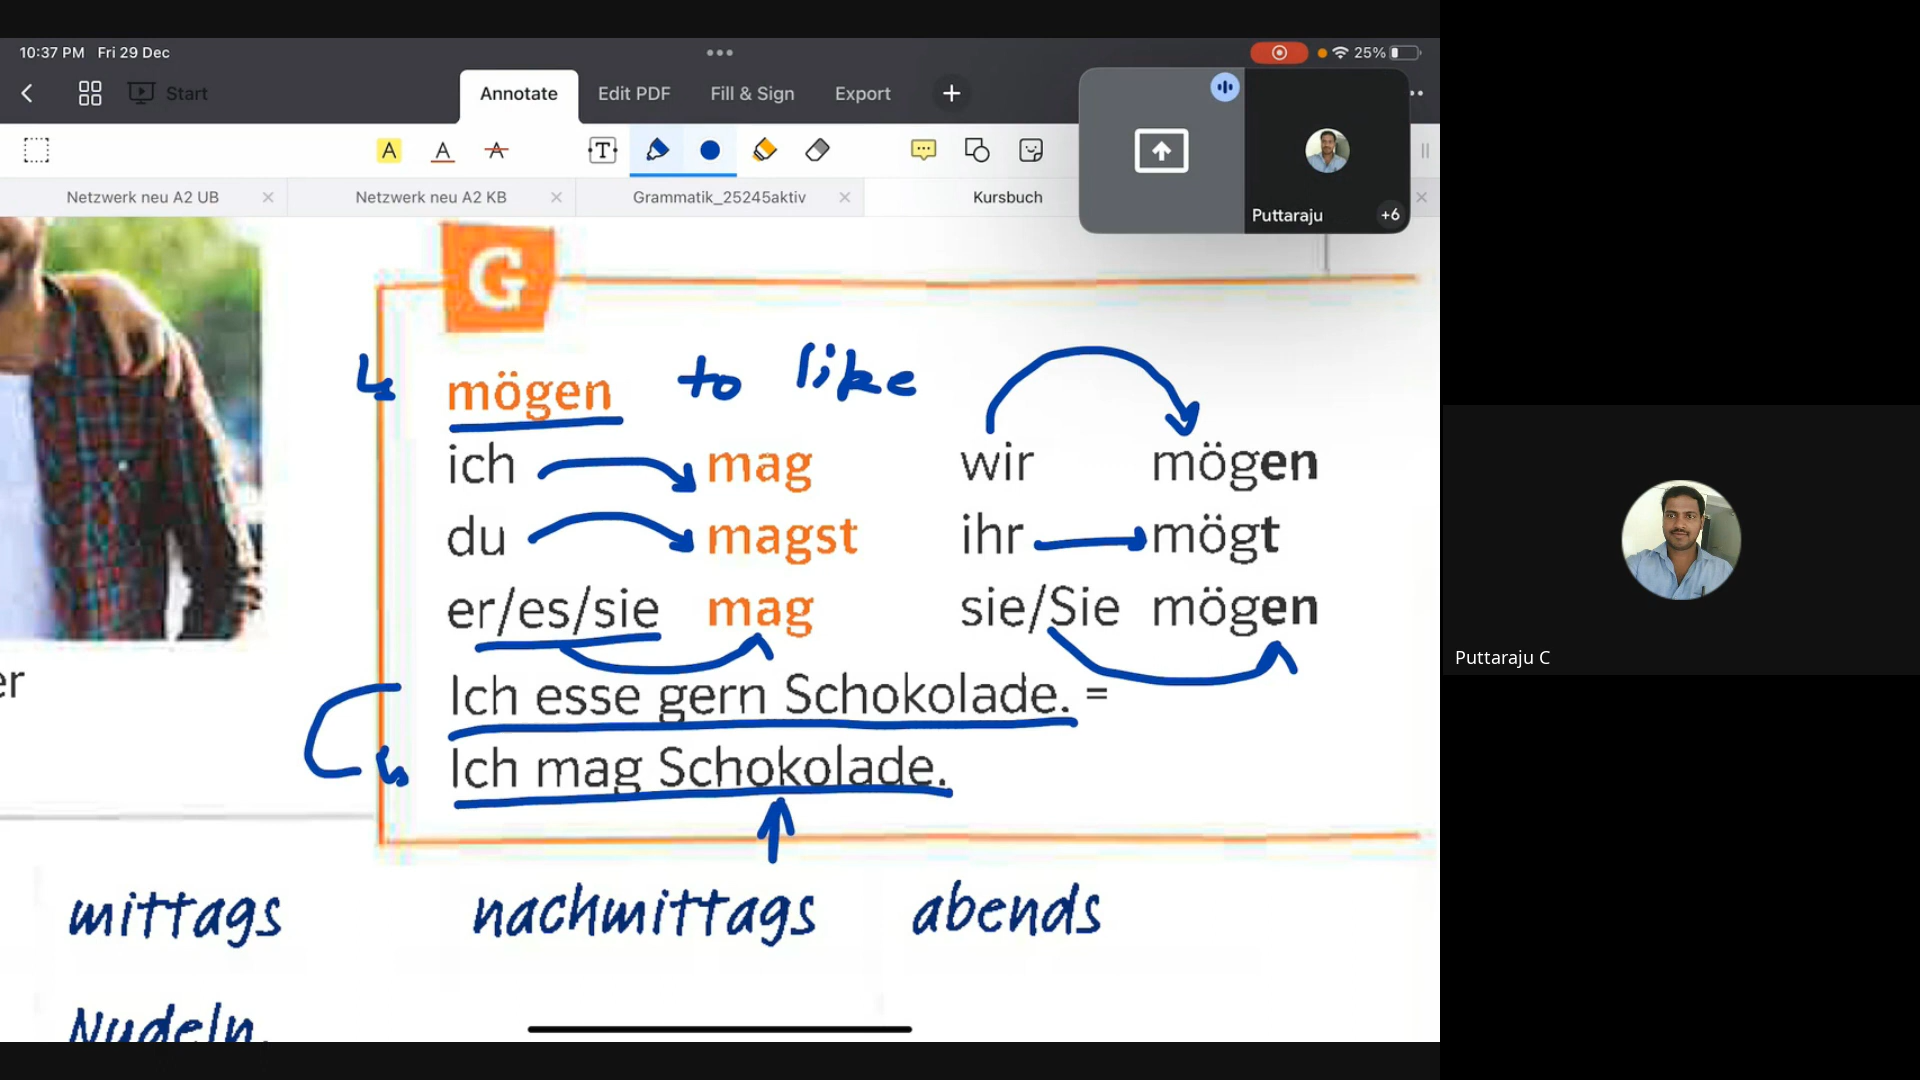 10:37 PM Fri 29 Dec
25%
Start
Annotate Edit PDF Fill & Sign Export
Netzwerk neu A2 UB
Netzwerk neu A2 KB
Grammatik_25245aktiv
Kursbuch
Puttaraju +6
G
mögen to like
ich mag wir mögen
du magst ihr mögt
er/es/sie mag sie/Sie mögen
Ich esse gern Schokolade. =
Ich mag Schokolade.
er
mittags nachmittags abends
Nudeln
Puttaraju C